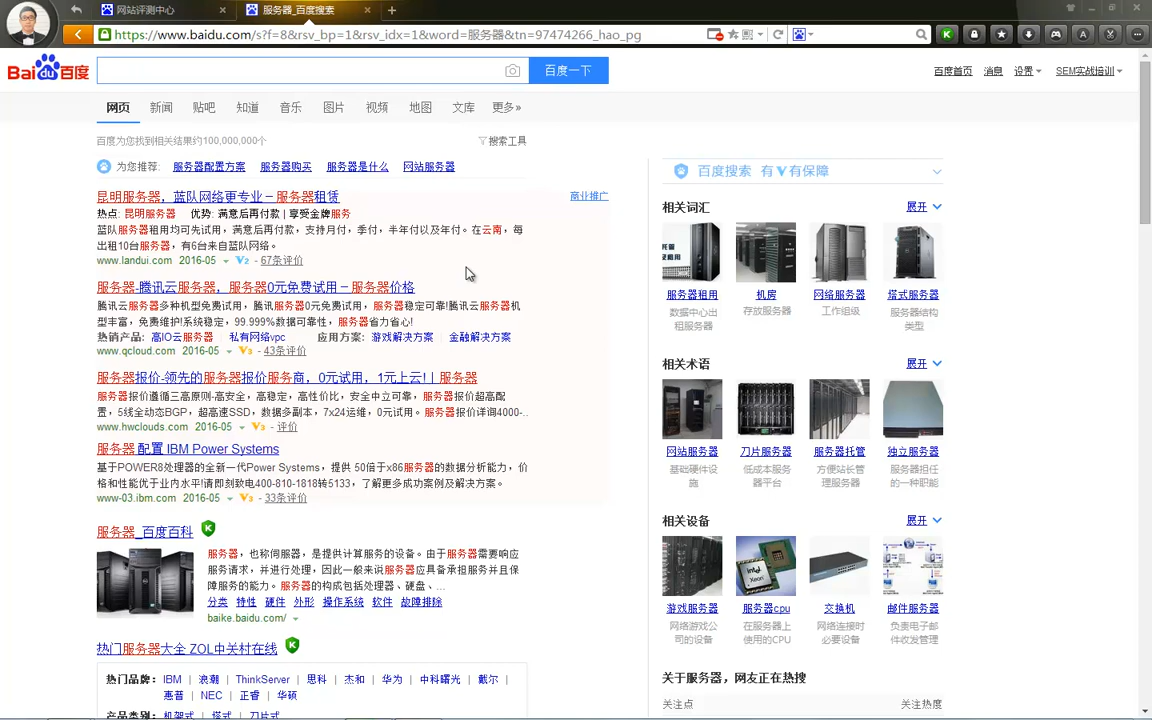 网站评测中心
服务器_百度搜索
https://www.baidu.com/s?f=8&rsv_bp=1&rsv_idx=1&word=服务器&tn=97474266_hao_pg
Bai du 百度
百度一下
百度首页 消息 设置 SEM实战培训
网页 新闻 贴吧 知道 音乐 图片 视频 地图 文库 更多»
百度为您找到相关结果约100,000,000个
搜索工具
为您推荐: 服务器配置方案 服务器购买 服务器是什么 网站服务器
昆明服务器，蓝队网络更专业－服务器租赁
商业推广
热点: 昆明服务器 优势: 满意后再付款 | 享受金牌服务
蓝队服务器租用均可先试用，满意后再付款，支持月付，季付，半年付以及年付。在云南，每
出租10台服务器，有6台来自蓝队网络。
www.landui.com 2016-05 V2 - 67条评价
服务器-腾讯云服务器，服务器0元免费试用－服务器价格
腾讯云服务器多种机型免费试用，腾讯服务器0元免费试用，服务器稳定可靠!腾讯云服务器机
型丰富，免费维护!系统稳定，99.999%数据可靠性，服务器省力省心!
热销产品: 高IO云服务器 私有网络vpc 应用方案: 游戏解决方案 金融解决方案
www.qcloud.com 2016-05 V3 - 43条评价
服务器报价-领先的服务器报价服务商，0元试用，1元上云! | 服务器
服务器报价遵循三高原则-高安全，高稳定，高性价比，安全中立可靠，服务器报价超高配
置，5线全动态BGP，超高速SSD，数据多副本，7x24运维，0元试用。服务器报价详询4000-..
www.hwclouds.com 2016-05 V3 - 评价
服务器 配置 IBM Power Systems
基于POWER8处理器的全新一代Power Systems，提供 50倍于x86服务器的数据分析能力，价
格和性能优于业内水平!请即刻致电400-810-1818转5133，了解更多成功案例及解决方案。
www-03.ibm.com 2016-05 V3 - 33条评价
服务器_百度百科
服务器，也称伺服器，是提供计算服务的设备。由于服务器需要响应
服务请求，并进行处理，因此一般来说服务器应具备承担服务并且保
障服务的能力。服务器的构成包括处理器、硬盘、...
分类 特性 硬件 外形 操作系统 软件 故障排除
baike.baidu.com/
热门服务器大全 ZOL中关村在线
热门品牌: IBM | 浪潮 | ThinkServer | 思科 | 杰和 | 华为 | 中科曙光 | 戴尔 |
惠普 | NEC | 正睿 | 华硕
产品类别: 机架式 | 塔式 | 刀片式
百度搜索 有V有保障
相关词汇 展开
服务器租用 机房 网络服务器 塔式服务器
数据中心出 存放服务器 工作组级 服务器结构
租服务器 类型
相关术语 展开
网站服务器 刀片服务器 服务器托管 独立服务器
基础硬件设 低成本服务 方便站长管 服务器担任
施 器平台 理服务器 的一种职能
相关设备 展开
intel
Xeon
游戏服务器 服务器cpu 交换机 邮件服务器
网络游戏公 在服务器上 网络连接时 负责电子邮
司的设备 使用的CPU 必要设备 件收发管理
关于服务器，网友正在热搜
关注点 关注热度